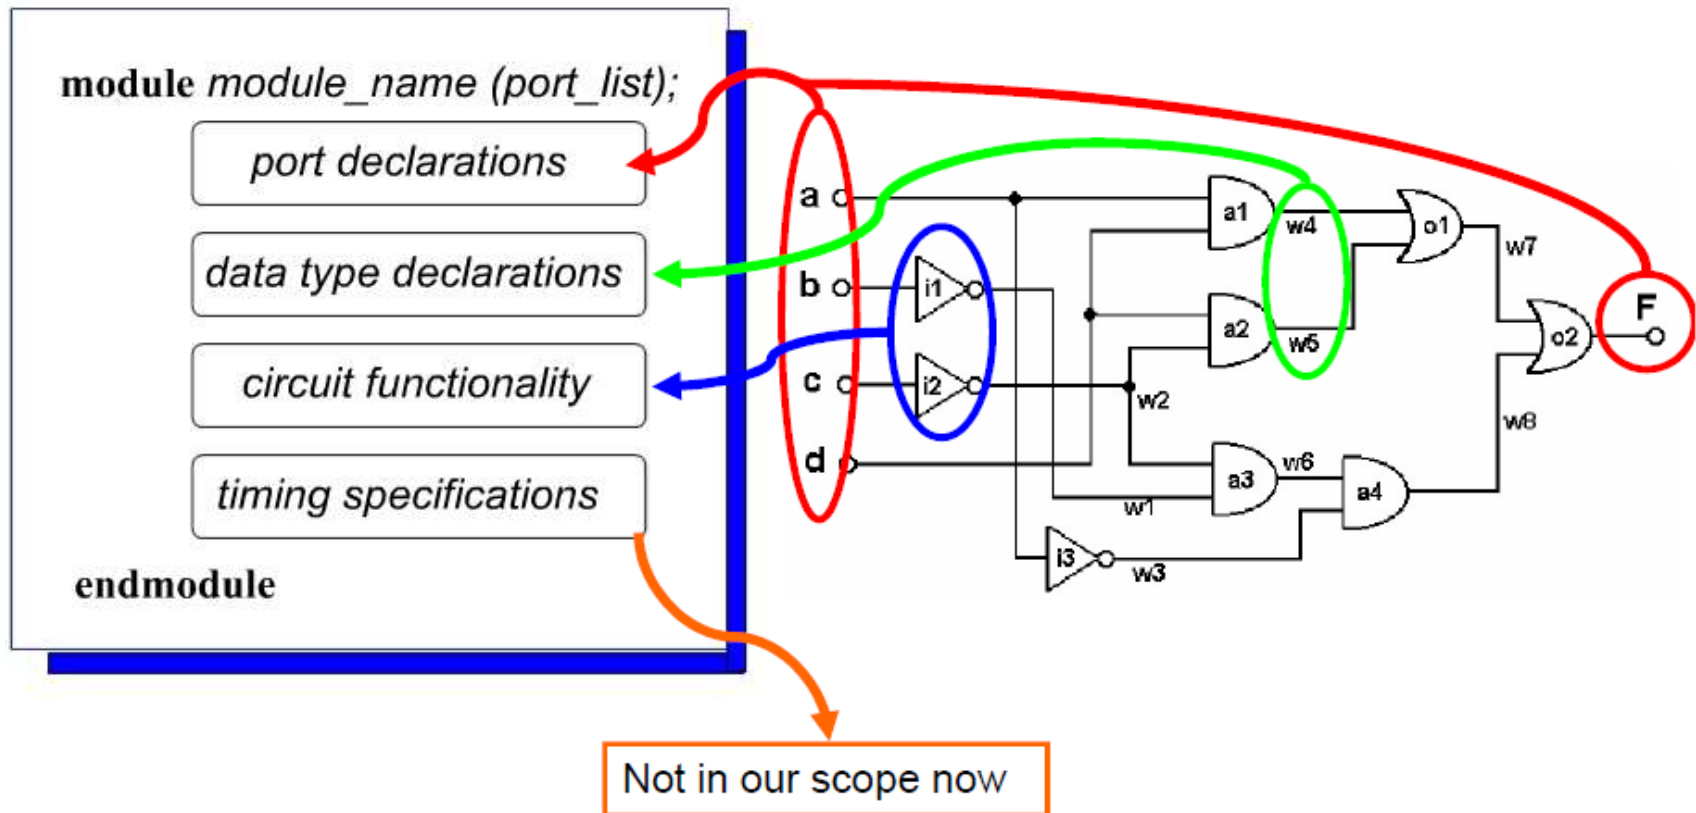 module module_name (port_list);
port declarations
data type declarations
circuit functionality
timing specifications
endmodule
a
b
c
d
i1
i2
i3
a1
a2
a3
a4
w4
w5
w2
w6
w1
w3
o1
w7
o2
w8
F
Not in our scope now